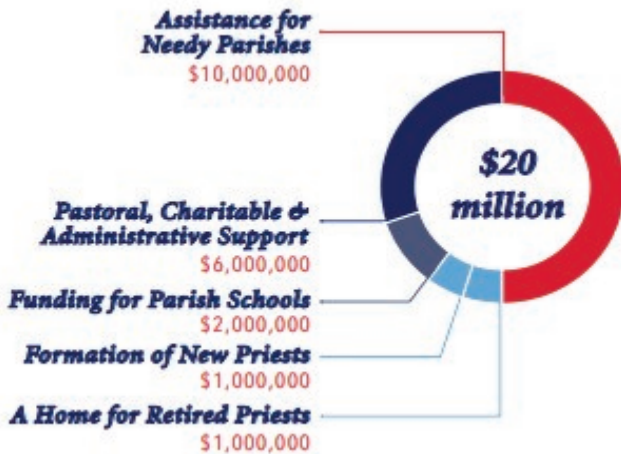 Assistance for
Needy Parishes
$10,000,000
$20
million
Pastoral, Charitable &
Administrative Support
$6,000,000
Funding for Parish Schools
$2,000,000
Formation of New Priests
$1,000,000
A Home for Retired Priests
$1,000,000